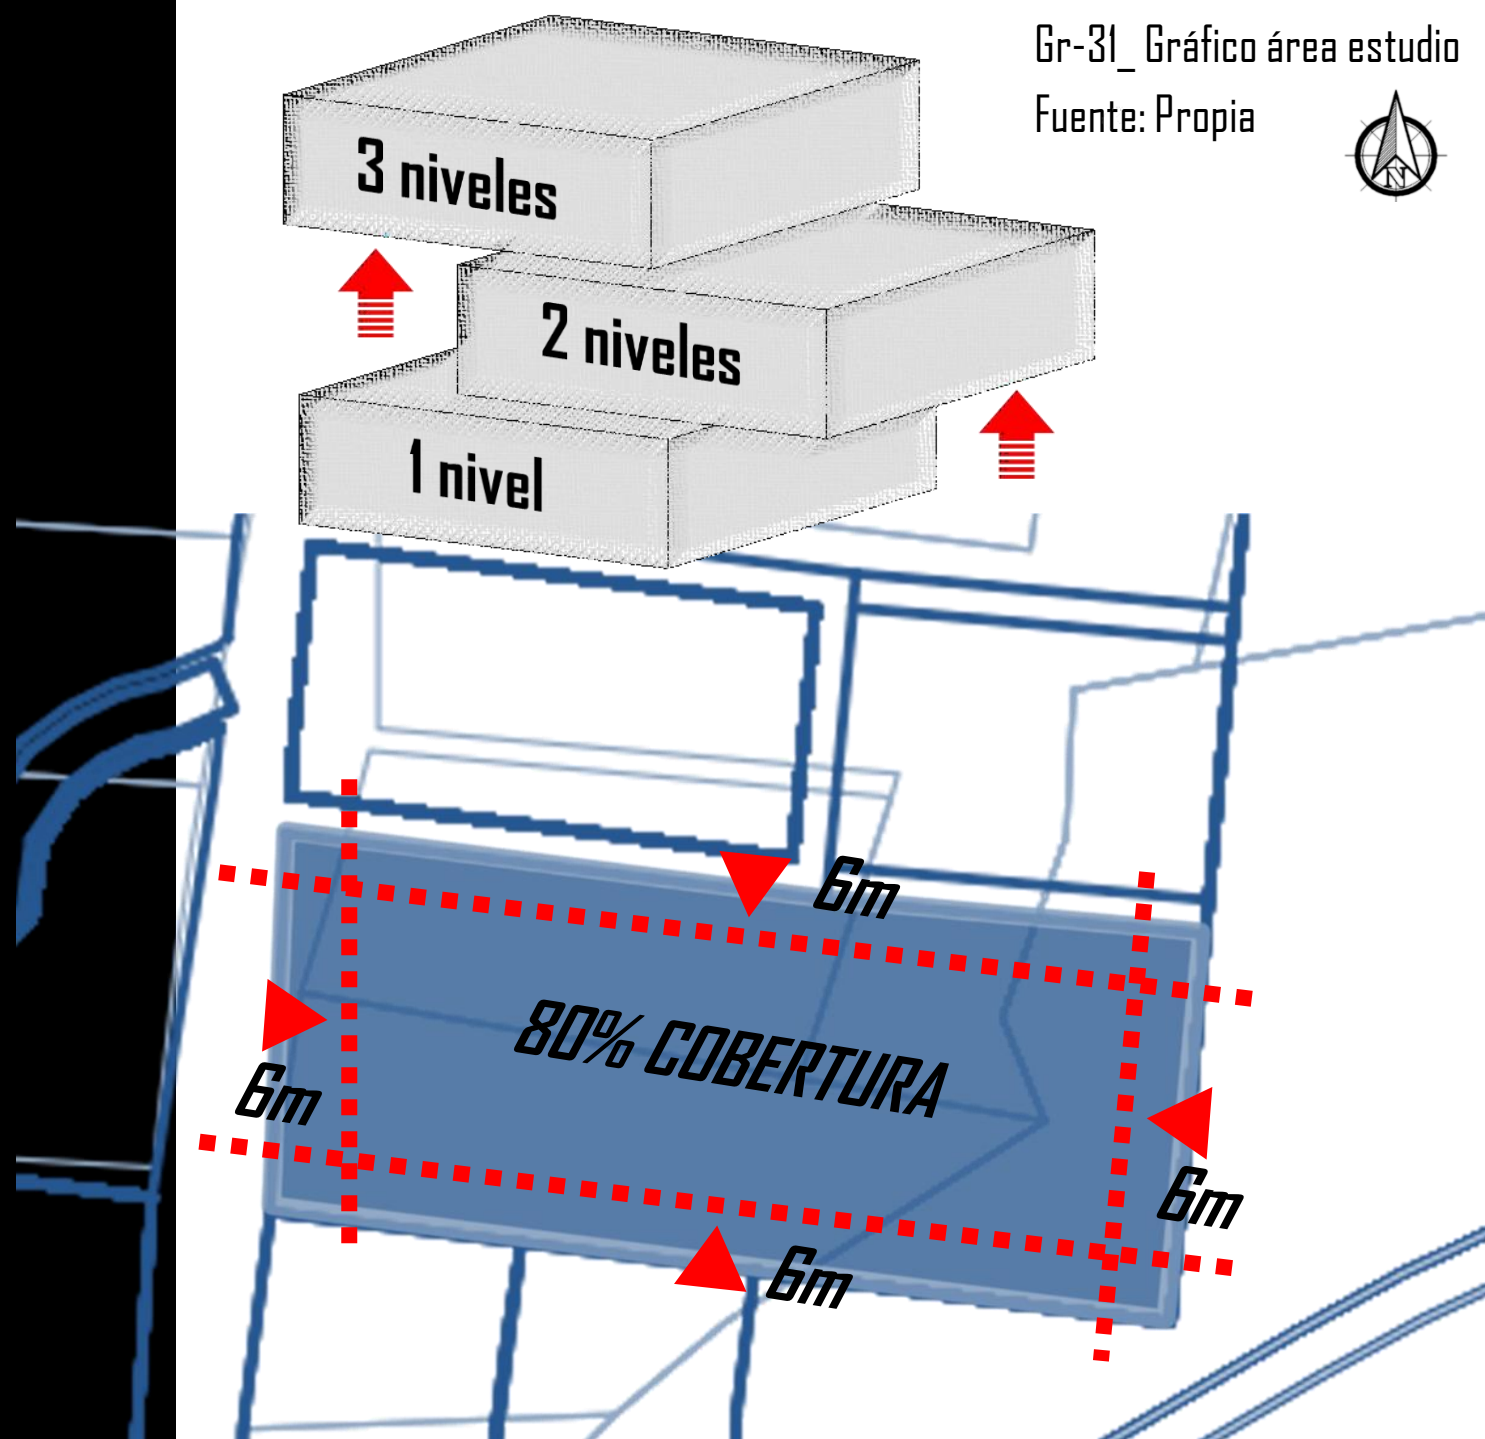 Gr-31_ Gráfico área estudio
Fuente: Propia
N
3 niveles
2 niveles
1 nivel
6m
80% COBERTURA
6m
6m
6m